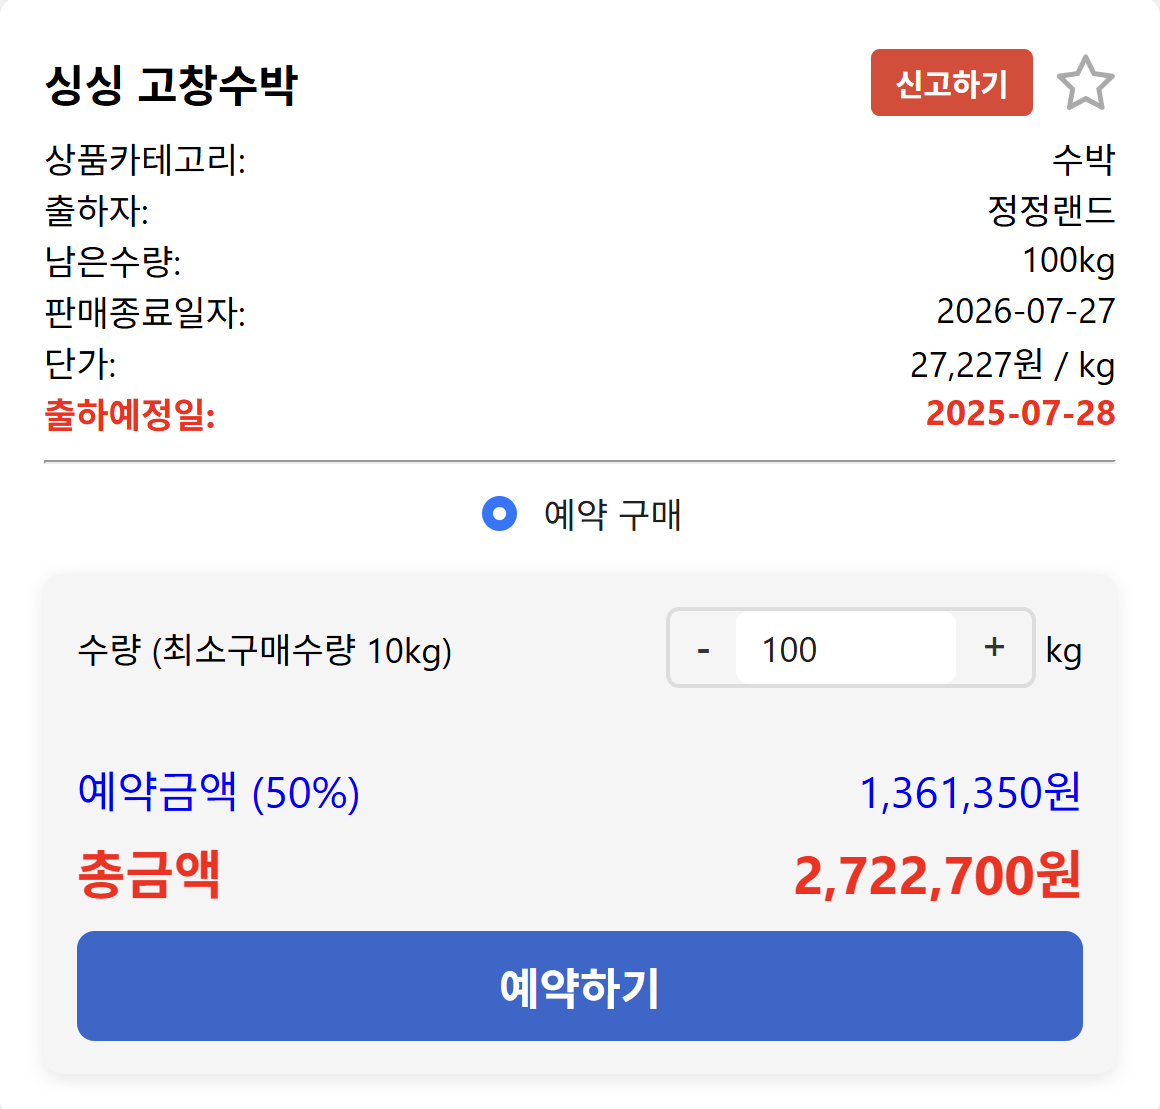 싱싱 고창수박
신고하기
상품카테고리: 수박
출하자: 정정랜드
남은수량: 100kg
판매종료일자: 2026-07-27
단가: 27,227원 / kg
출하예정일: 2025-07-28
예약 구매
수량 (최소구매수량 10kg) - 100 + kg
예약금액 (50%) 1,361,350원
총금액 2,722,700원
예약하기